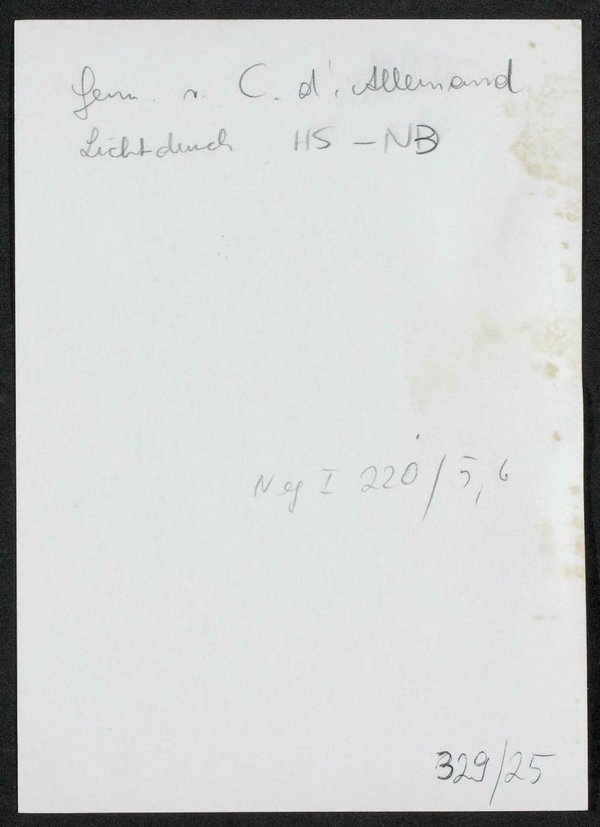 Gem. v. C. d'. Allemand
Lichtdruck HS - NB
Neg I 220/5,6
329/25